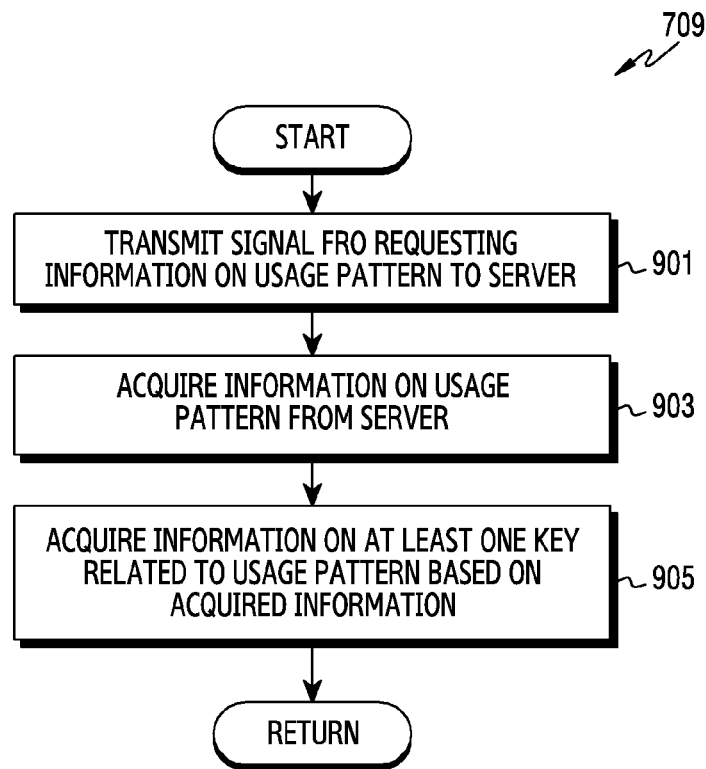 709
START
TRANSMIT SIGNAL FRO REQUESTING
INFORMATION ON USAGE PATTERN TO SERVER
901
ACQUIRE INFORMATION ON USAGE
PATTERN FROM SERVER
903
ACQUIRE INFORMATION ON AT LEAST ONE KEY
RELATED TO USAGE PATTERN BASED ON
ACQUIRED INFORMATION
905
RETURN